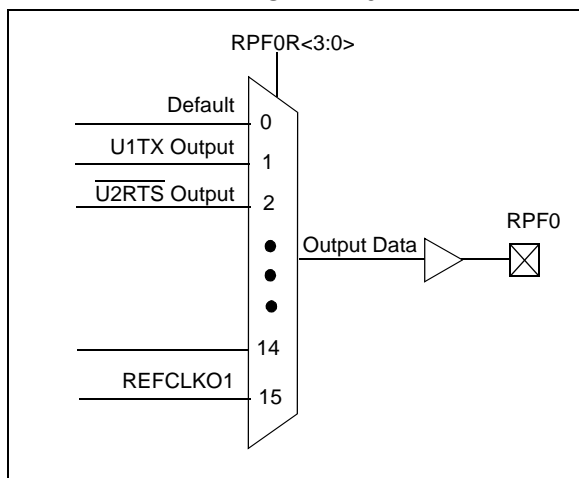 RPF0R<3:0>
Default
0
U1TX Output
1
U2RTS Output
2
RPF0
Output Data
14
REFCLKO1
15